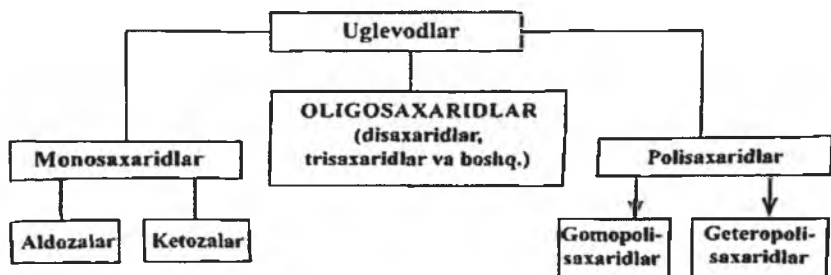 Uglevodlar
OLIGOSAXARIDLAR
(disaxaridlar,
trisaxaridlar va boshq.)
Monosaxaridlar
Polisaxaridlar
Aldozalar
Ketozalar
Gomopoli-
saxaridlar
Geteropoli-
saxaridlar